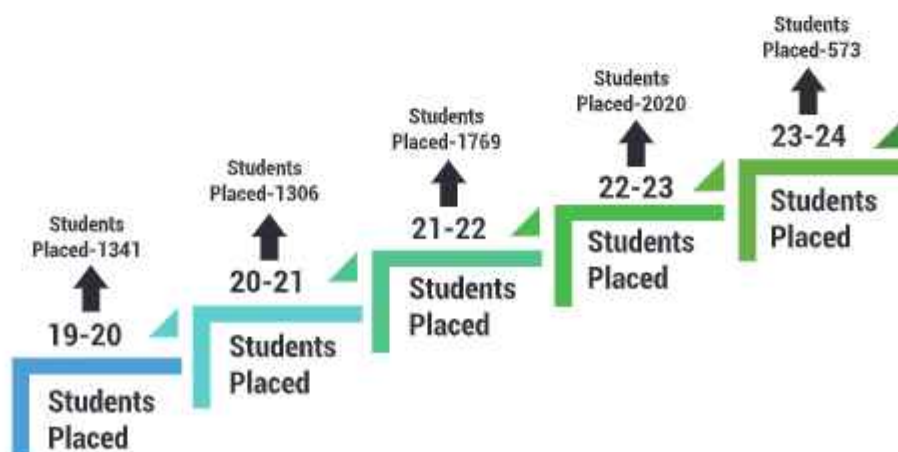 Students
Placed-1341
19-20
Students
Placed
Students
Placed-1306
20-21
Students
Placed
Students
Placed-1769
21-22
Students
Placed
Students
Placed-2020
22-23
Students
Placed
Students
Placed-573
23-24
Students
Placed